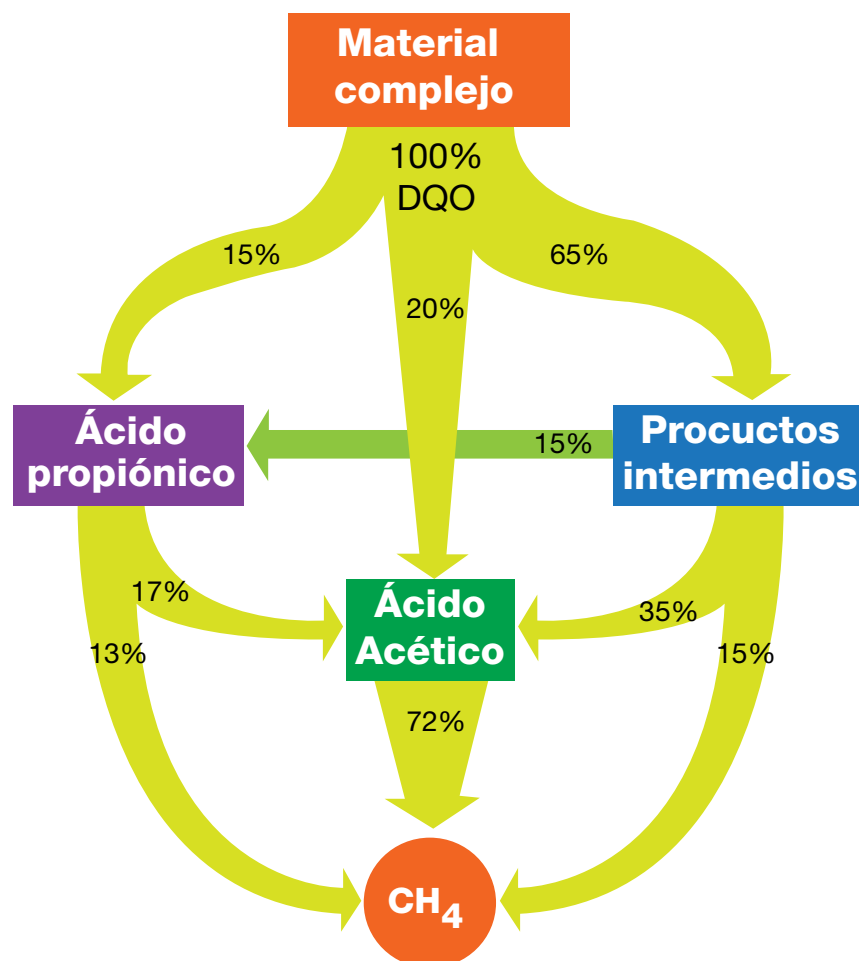 Material
complejo
100%
DQO
15%
65%
20%
Ácido
propiónico
15%
Procuctos
intermedios
17%
Ácido
Acético
35%
13%
15%
72%
CH₄